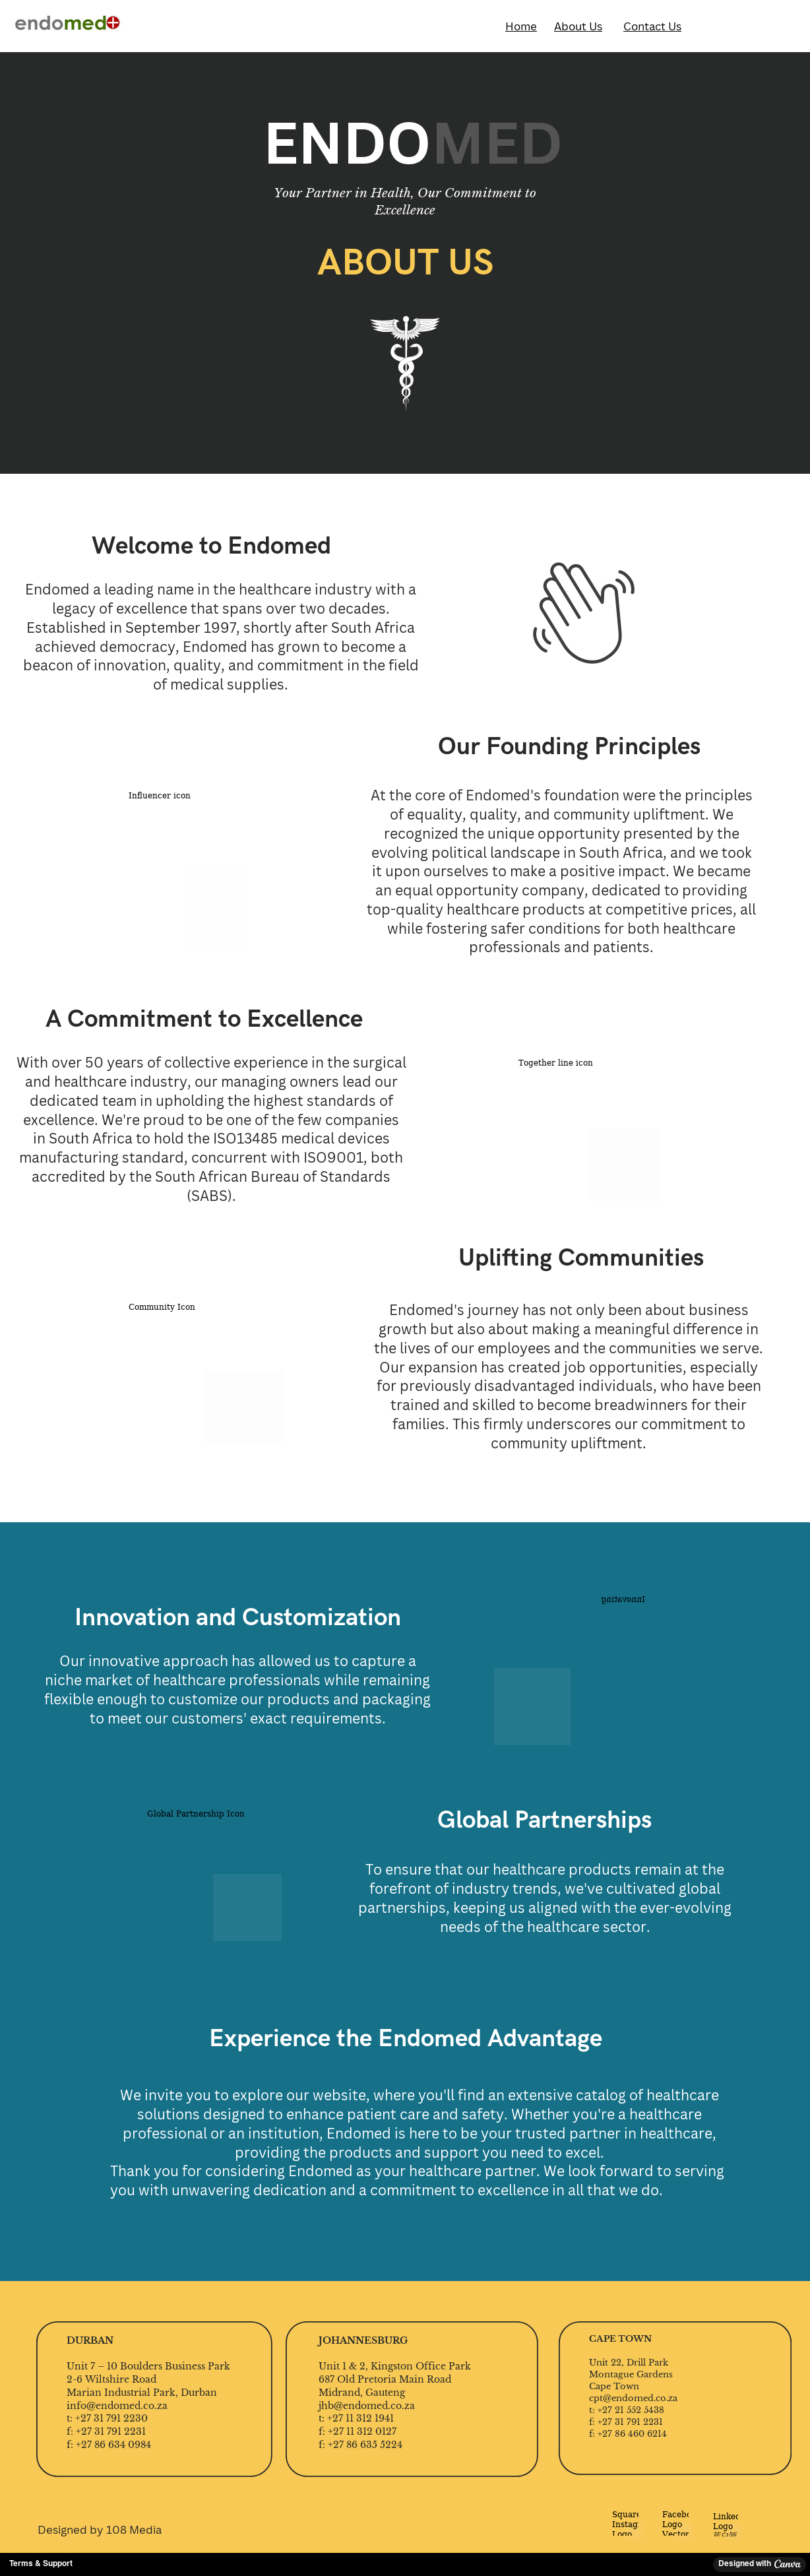 endomed
Home About Us Contact Us
ENDOMED
Your Partner in Health, Our Commitment to
Excellence
ABOUT US
Welcome to Endomed
Endomed a leading name in the healthcare industry with a
legacy of excellence that spans over two decades.
Established in September 1997, shortly after South Africa
achieved democracy, Endomed has grown to become a
beacon of innovation, quality, and commitment in the field
of medical supplies.
Our Founding Principles
Influencer icon
At the core of Endomed's foundation were the principles
of equality, quality, and community upliftment. We
recognized the unique opportunity presented by the
evolving political landscape in South Africa, and we took
it upon ourselves to make a positive impact. We became
an equal opportunity company, dedicated to providing
top-quality healthcare products at competitive prices, all
while fostering safer conditions for both healthcare
professionals and patients.
A Commitment to Excellence
With over 50 years of collective experience in the surgical
and healthcare industry, our managing owners lead our
dedicated team in upholding the highest standards of
excellence. We're proud to be one of the few companies
in South Africa to hold the ISO13485 medical devices
manufacturing standard, concurrent with ISO9001, both
accredited by the South African Bureau of Standards
(SABS).
Together line icon
Uplifting Communities
Community Icon
Endomed's journey has not only been about business
growth but also about making a meaningful difference in
the lives of our employees and the communities we serve.
Our expansion has created job opportunities, especially
for previously disadvantaged individuals, who have been
trained and skilled to become breadwinners for their
families. This firmly underscores our commitment to
community upliftment.
Innovating
Innovation and Customization
Our innovative approach has allowed us to capture a
niche market of healthcare professionals while remaining
flexible enough to customize our products and packaging
to meet our customers' exact requirements.
Global Partnership Icon
Global Partnerships
To ensure that our healthcare products remain at the
forefront of industry trends, we've cultivated global
partnerships, keeping us aligned with the ever-evolving
needs of the healthcare sector.
Experience the Endomed Advantage
We invite you to explore our website, where you'll find an extensive catalog of healthcare
solutions designed to enhance patient care and safety. Whether you're a healthcare
professional or an institution, Endomed is here to be your trusted partner in healthcare,
providing the products and support you need to excel.
Thank you for considering Endomed as your healthcare partner. We look forward to serving
you with unwavering dedication and a commitment to excellence in all that we do.
DURBAN
Unit 7 – 10 Boulders Business Park
2-6 Wiltshire Road
Marian Industrial Park, Durban
info@endomed.co.za
t: +27 31 791 2230
f: +27 31 791 2231
f: +27 86 634 0984
JOHANNESBURG
Unit 1 & 2, Kingston Office Park
687 Old Pretoria Main Road
Midrand, Gauteng
jhb@endomed.co.za
t: +27 11 312 1941
f: +27 11 312 0127
f: +27 86 635 5224
CAPE TOWN
Unit 22, Drill Park
Montague Gardens
Cape Town
cpt@endomed.co.za
t: +27 21 552 5438
f: +27 31 791 2231
f: +27 86 460 6214
Designed by 108 Media
Square
Instag
Logo
Facebo
Logo
Vector
Linked
Logo
Terms & Support
Designed with Canva